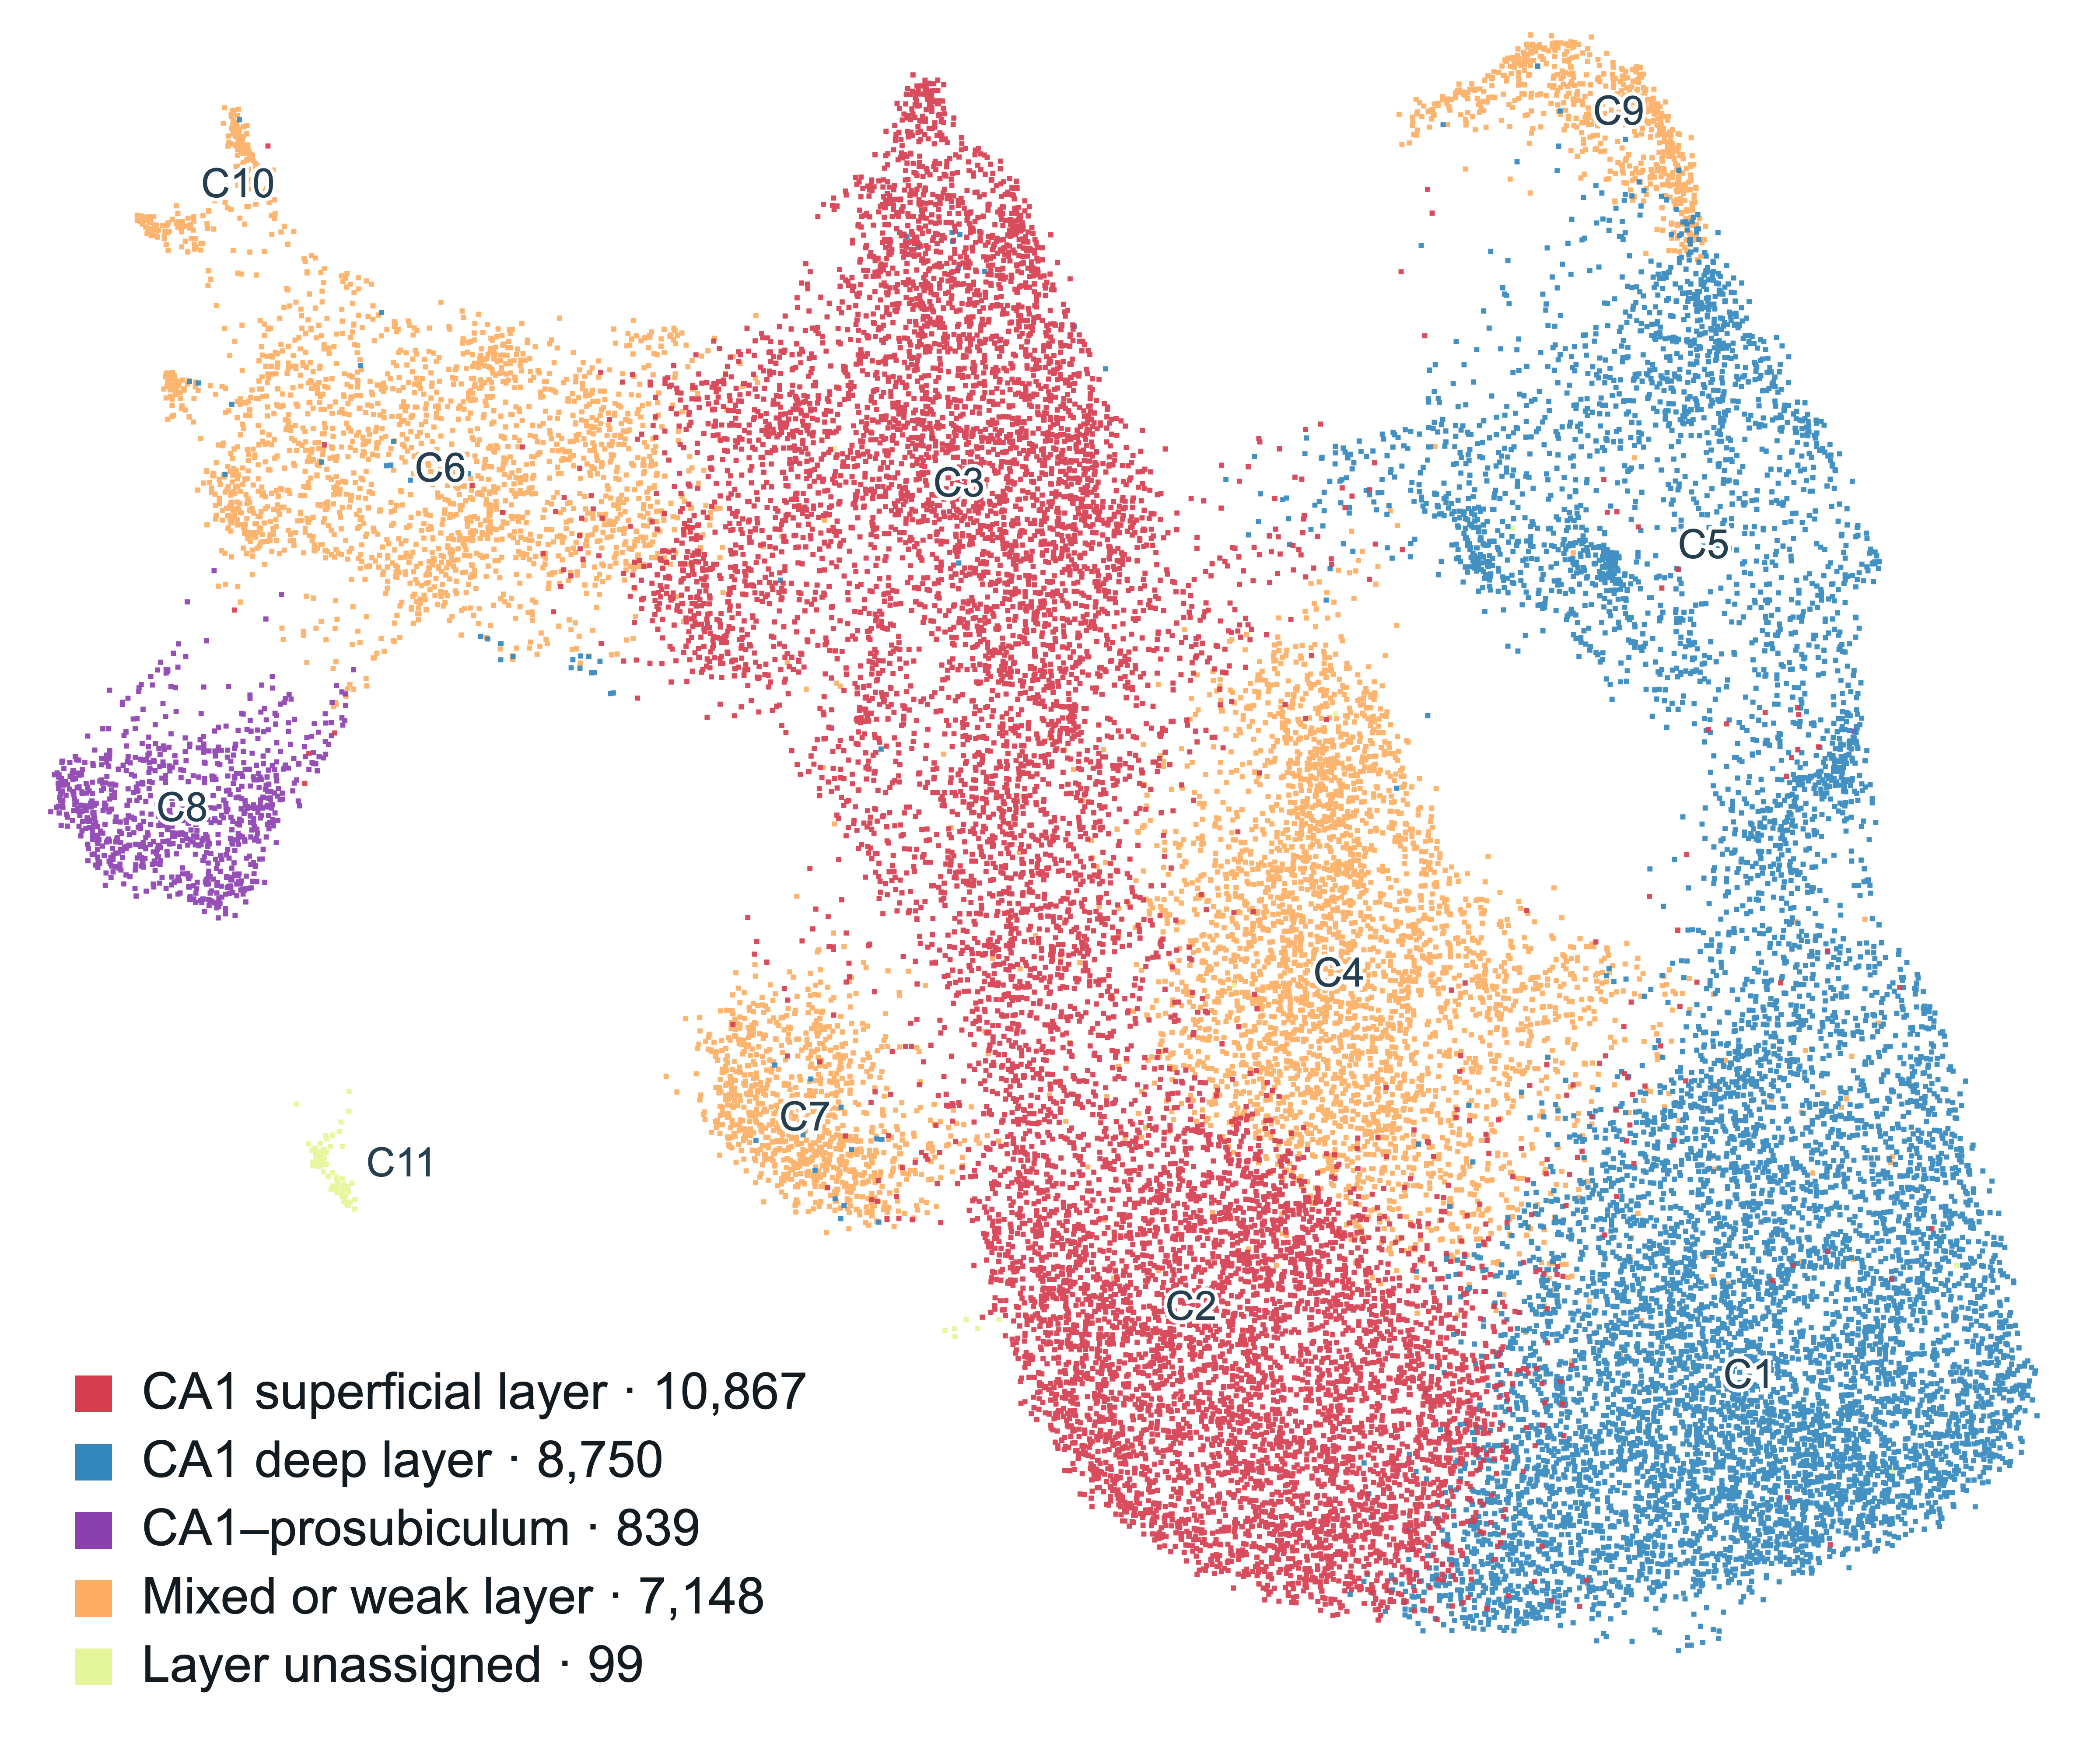 C9
C10
C6
C3
C5
C8
C4
C7
C11
C2
C1
CA1 superficial layer · 10,867
CA1 deep layer · 8,750
CA1–prosubiculum · 839
Mixed or weak layer · 7,148
Layer unassigned · 99